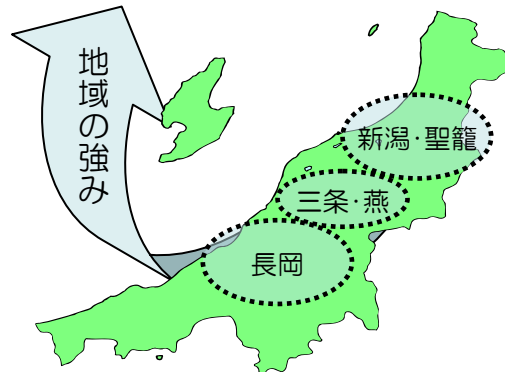 地域の強み
新潟・聖籠
三条・燕
長岡